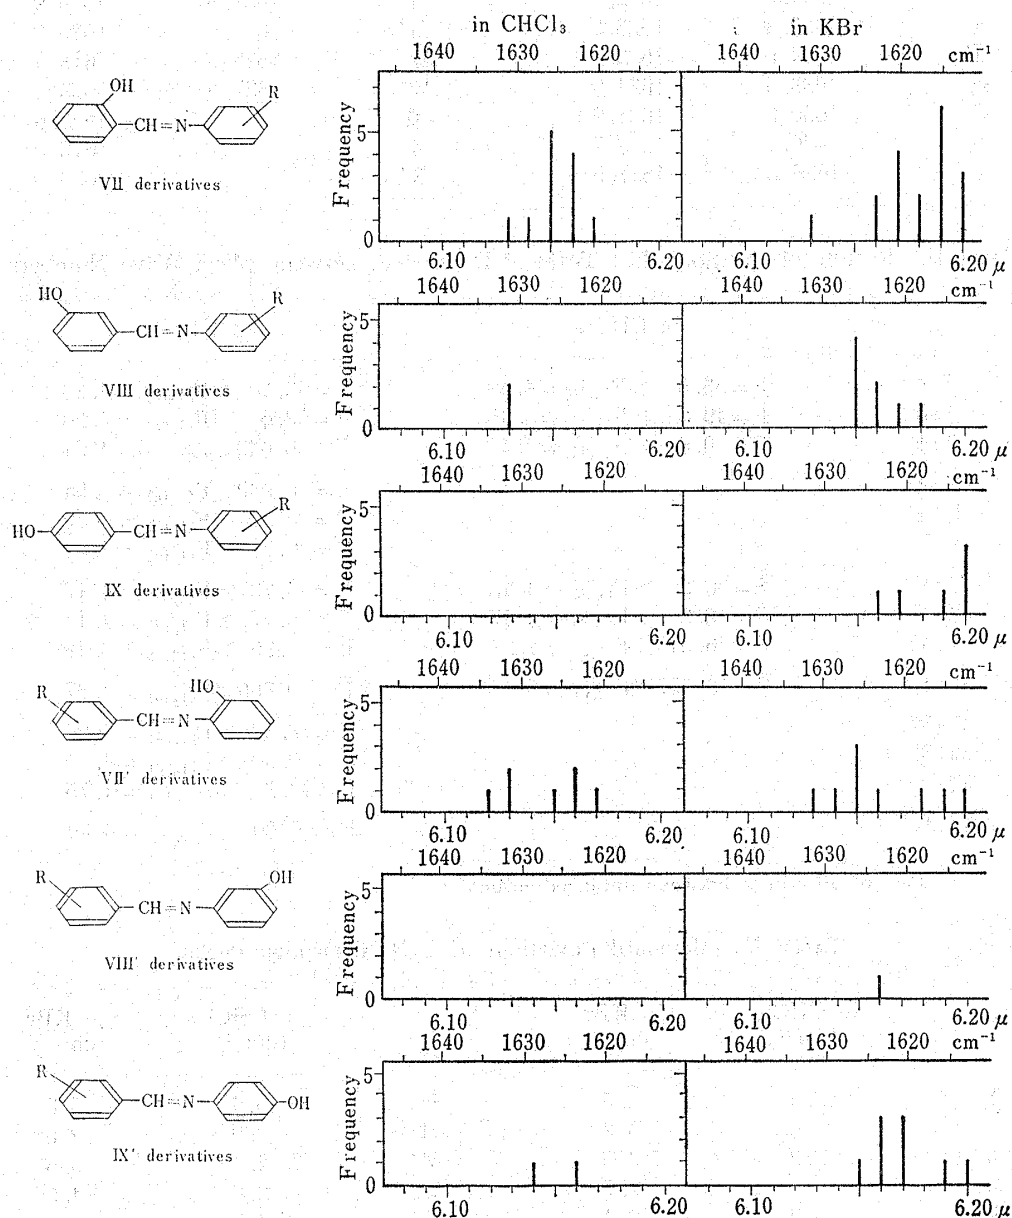 in CHCl₃ in KBr
1640 1630 1620 1640 1630 1620 cm⁻¹
OH
R
CH=N
VII derivatives
Frequency
5
0
6.10 6.20 6.10 6.20 μ
1640 1630 1620 1640 1630 1620 cm⁻¹
HO
R
CH=N
VIII derivatives
Frequency
5
0
6.10 6.20 6.10 6.20 μ
1640 1630 1620 1640 1630 1620 cm⁻¹
HO
R
CH=N
IX derivatives
Frequency
5
0
6.10 6.20 6.10 6.20 μ
1640 1630 1620 1640 1630 1620 cm⁻¹
R
HO
CH=N
VII' derivatives
Frequency
5
0
6.10 6.20 6.10 6.20 μ
1640 1630 1620 1640 1630 1620 cm⁻¹
R
OH
CH=N
VIII' derivatives
Frequency
5
0
6.10 6.20 6.10 6.20 μ
1640 1630 1620 1640 1630 1620 cm⁻¹
R
CH=N
OH
IX' derivatives
Frequency
5
0
6.10 6.20 6.10 6.20 μ